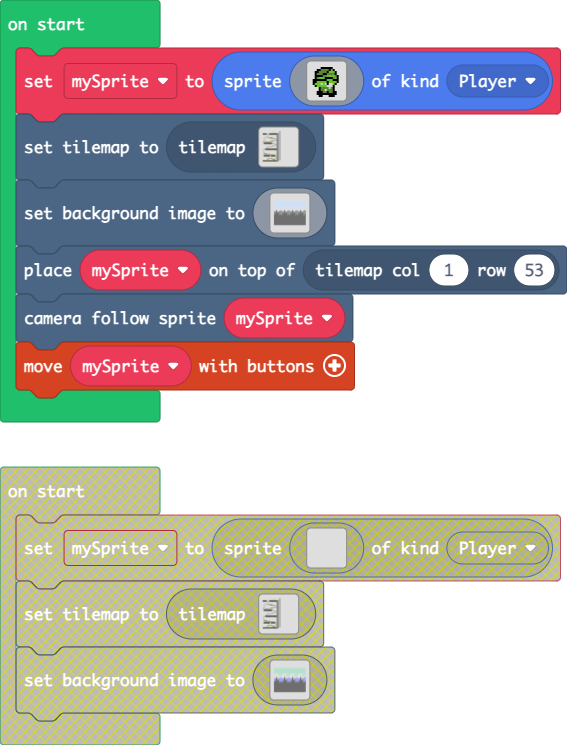 on start
set mySprite to sprite of kind Player
set tilemap to tilemap
set background image to
place mySprite on top of tilemap col 1 row 53
camera follow sprite mySprite
move mySprite with buttons
on start
set mySprite to sprite of kind Player
set tilemap to tilemap
set background image to